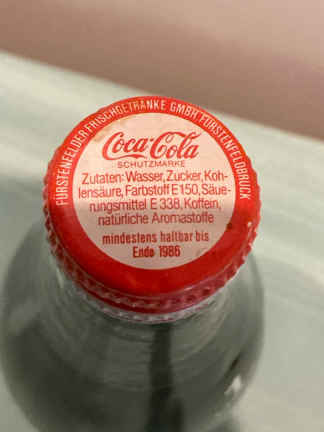 FÜRSTENFELDER FRISCHGETRÄNKE GMBH, FÜRSTENFELDBRUCK
Coca-Cola
SCHUTZMARKE
Zutaten: Wasser, Zucker, Koh-
lensäure, Farbstoff E 150, Säue-
rungsmittel E 338, Koffein,
natürliche Aromastoffe
mindestens haltbar bis
Ende 1986